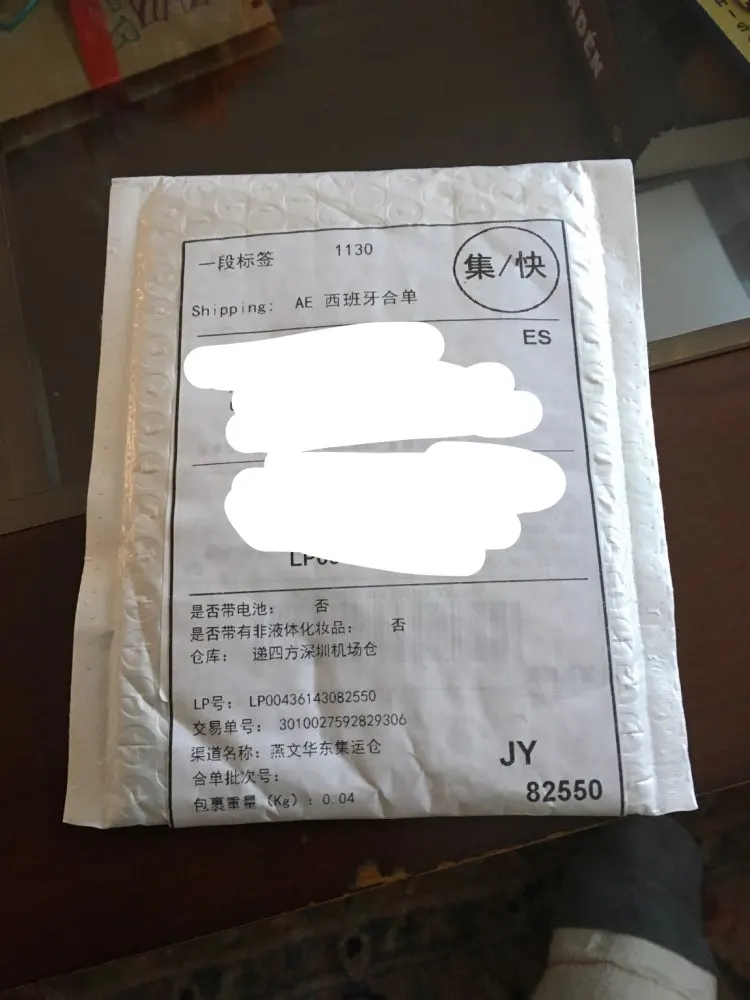 一段标签 1130
集/快
Shipping: AE 西班牙合单
ES
是否带电池: 否
是否带有非液体化妆品: 否
仓库: 递四方深圳机场仓
LP号: LP00436143082550
交易单号: 3010027592829306
渠道名称: 燕文华东集运仓
合单批次号:
包裹重量 (Kg) : 0.04
JY
82550